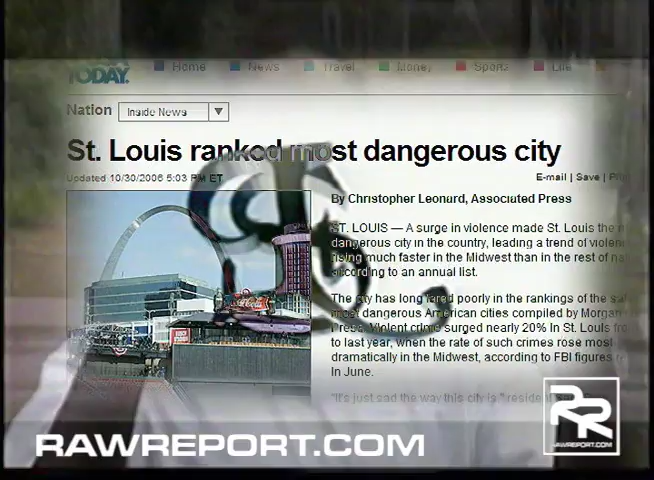 TODAY.
Home News Travel Money Sports Life
Nation Inside News
St. Louis ranked most dangerous city
Updated 10/30/2006 5:03 PM ET
E-mail | Save |
By Christopher Leonard, Associated Press
ST. LOUIS — A surge in violence made St. Louis the
dangerous city in the country, leading a trend of
rising much faster in the Midwest than in the rest of
according to an annual list.
The city has long fared poorly in the rankings of the
most dangerous American cities compiled by Morgan
Press. Violent crime surged nearly 20% in St. Louis
to last year, when the rate of such crimes rose most
dramatically in the Midwest, according to FBI figures
In June.
"It's just sad the way this city is," resident
Coca-Cola
RR
RAWREPORT.COM
RAWREPORT.COM